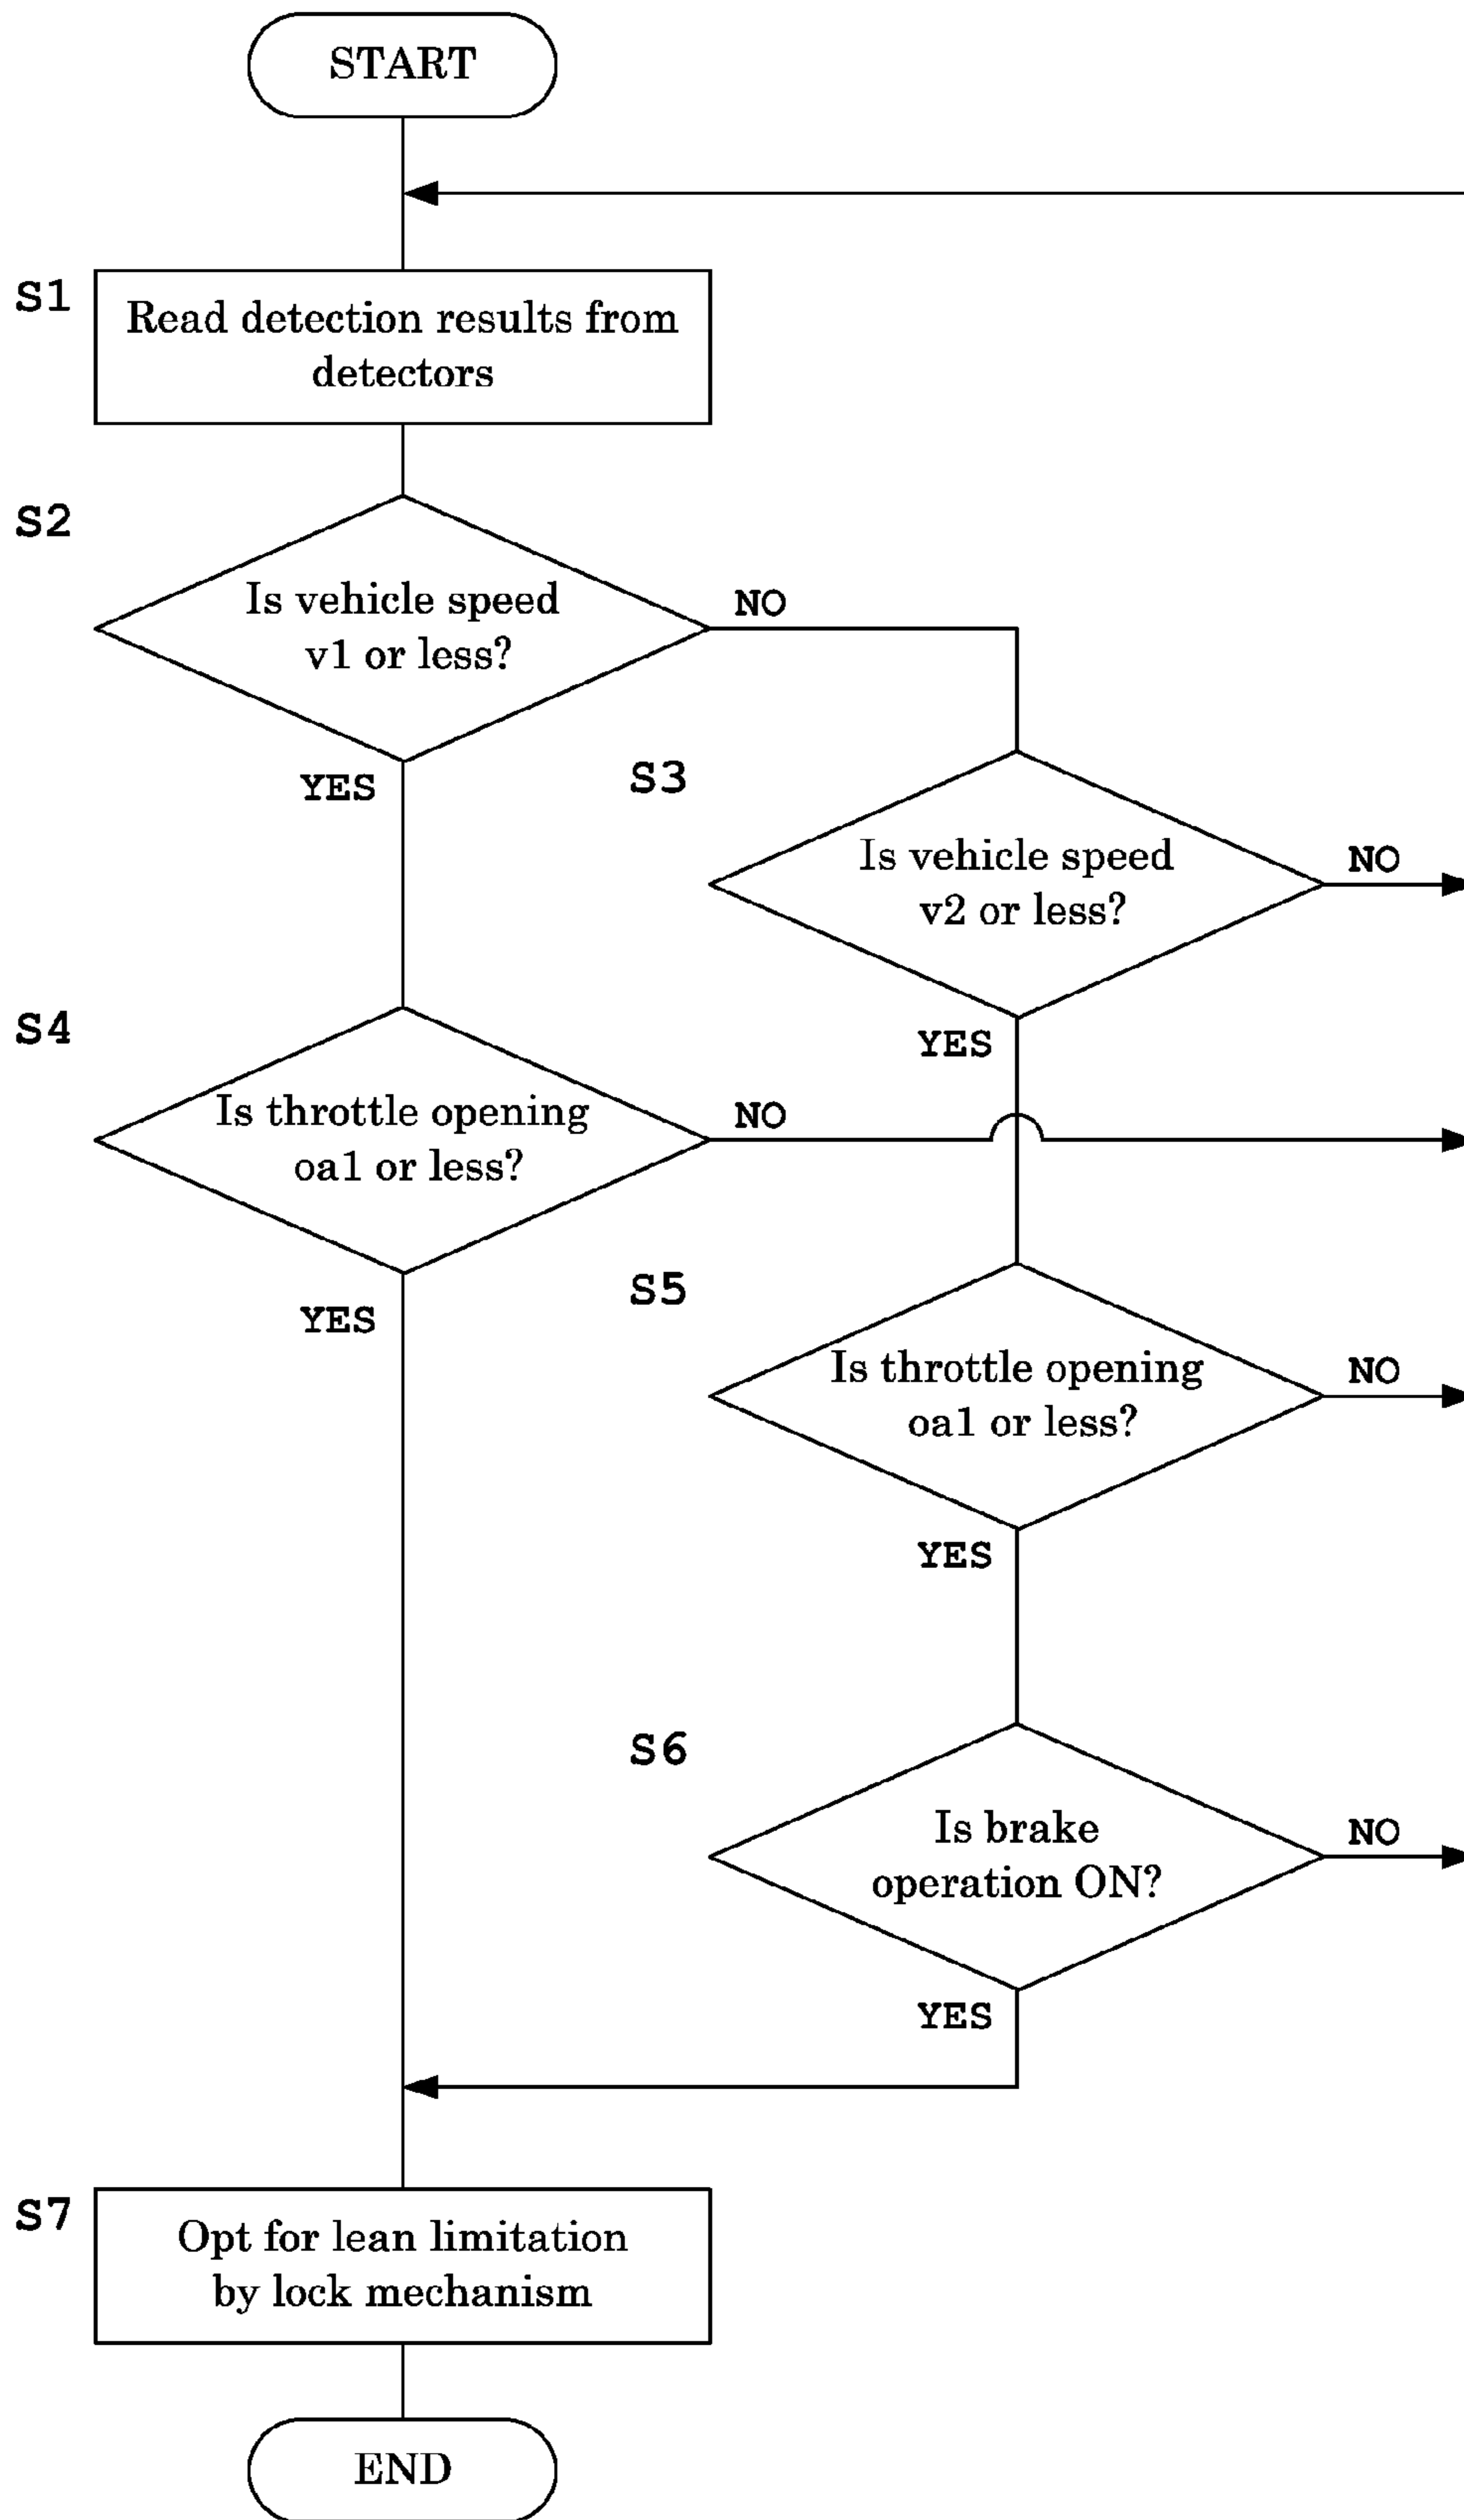 START
S1
Read detection results from
detectors
S2
Is vehicle speed
v1 or less?
NO
YES
S3
Is vehicle speed
v2 or less?
NO
YES
S4
Is throttle opening
oa1 or less?
NO
YES
S5
Is throttle opening
oa1 or less?
NO
YES
S6
Is brake
operation ON?
NO
YES
S7
Opt for lean limitation
by lock mechanism
END